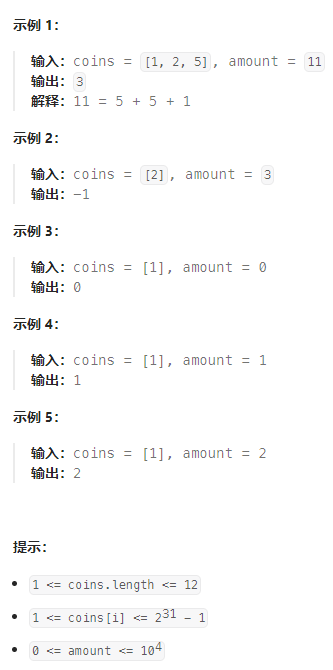 示例 1：
输入：coins = [1, 2, 5], amount = 11
输出：3
解释：11 = 5 + 5 + 1
示例 2：
输入：coins = [2], amount = 3
输出：-1
示例 3：
输入：coins = [1], amount = 0
输出：0
示例 4：
输入：coins = [1], amount = 1
输出：1
示例 5：
输入：coins = [1], amount = 2
输出：2
提示：
• 1 <= coins.length <= 12
• 1 <= coins[i] <= 2³¹ - 1
• 0 <= amount <= 10⁴